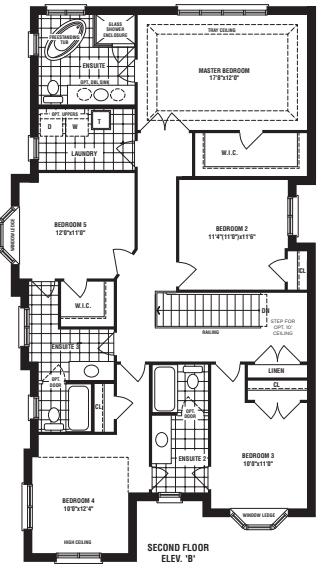 GLASS
SHOWER
ENCLOSURE
FREESTANDING
TUB
TRAY CEILING
ENSUITE
MASTER BEDROOM
17'8"x12'0"
OPT. DBL SINK
OPT. UPPERS
D
W
T
LAUNDRY
W.I.C.
BEDROOM 5
12'0"x11'0"
WINDOW LEDGE
BEDROOM 2
11'4"(11'0")x11'6"
CL
W.I.C.
DN
RAILING
STEP FOR
OPT. 10'
CEILING
ENSUITE 3
OPT.
DOOR
LINEN
CL
CL
OPT.
DOOR
ENSUITE 2
BEDROOM 3
10'0"x11'0"
BEDROOM 4
10'0"x12'4"
WINDOW LEDGE
HIGH CEILING
SECOND FLOOR
ELEV. 'B'